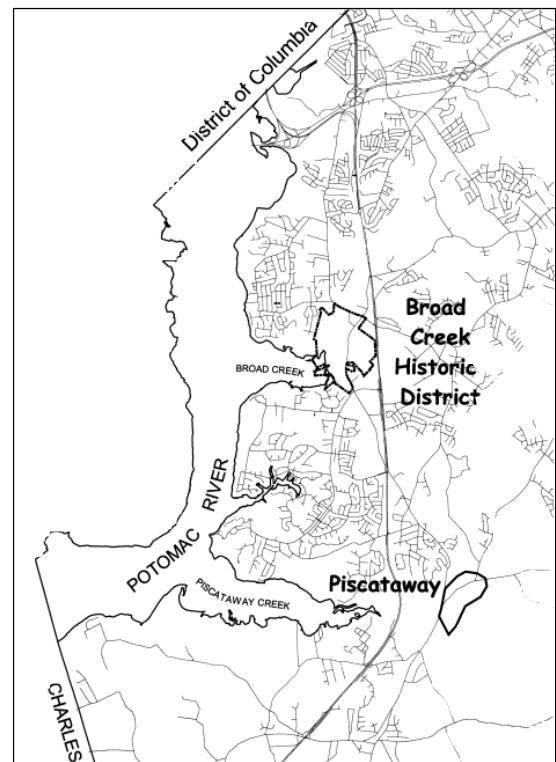 District of Columbia
Broad
Creek
Historic
District
BROAD CREEK
POTOMAC RIVER
Piscataway
PISCATAWAY CREEK
CHARLES